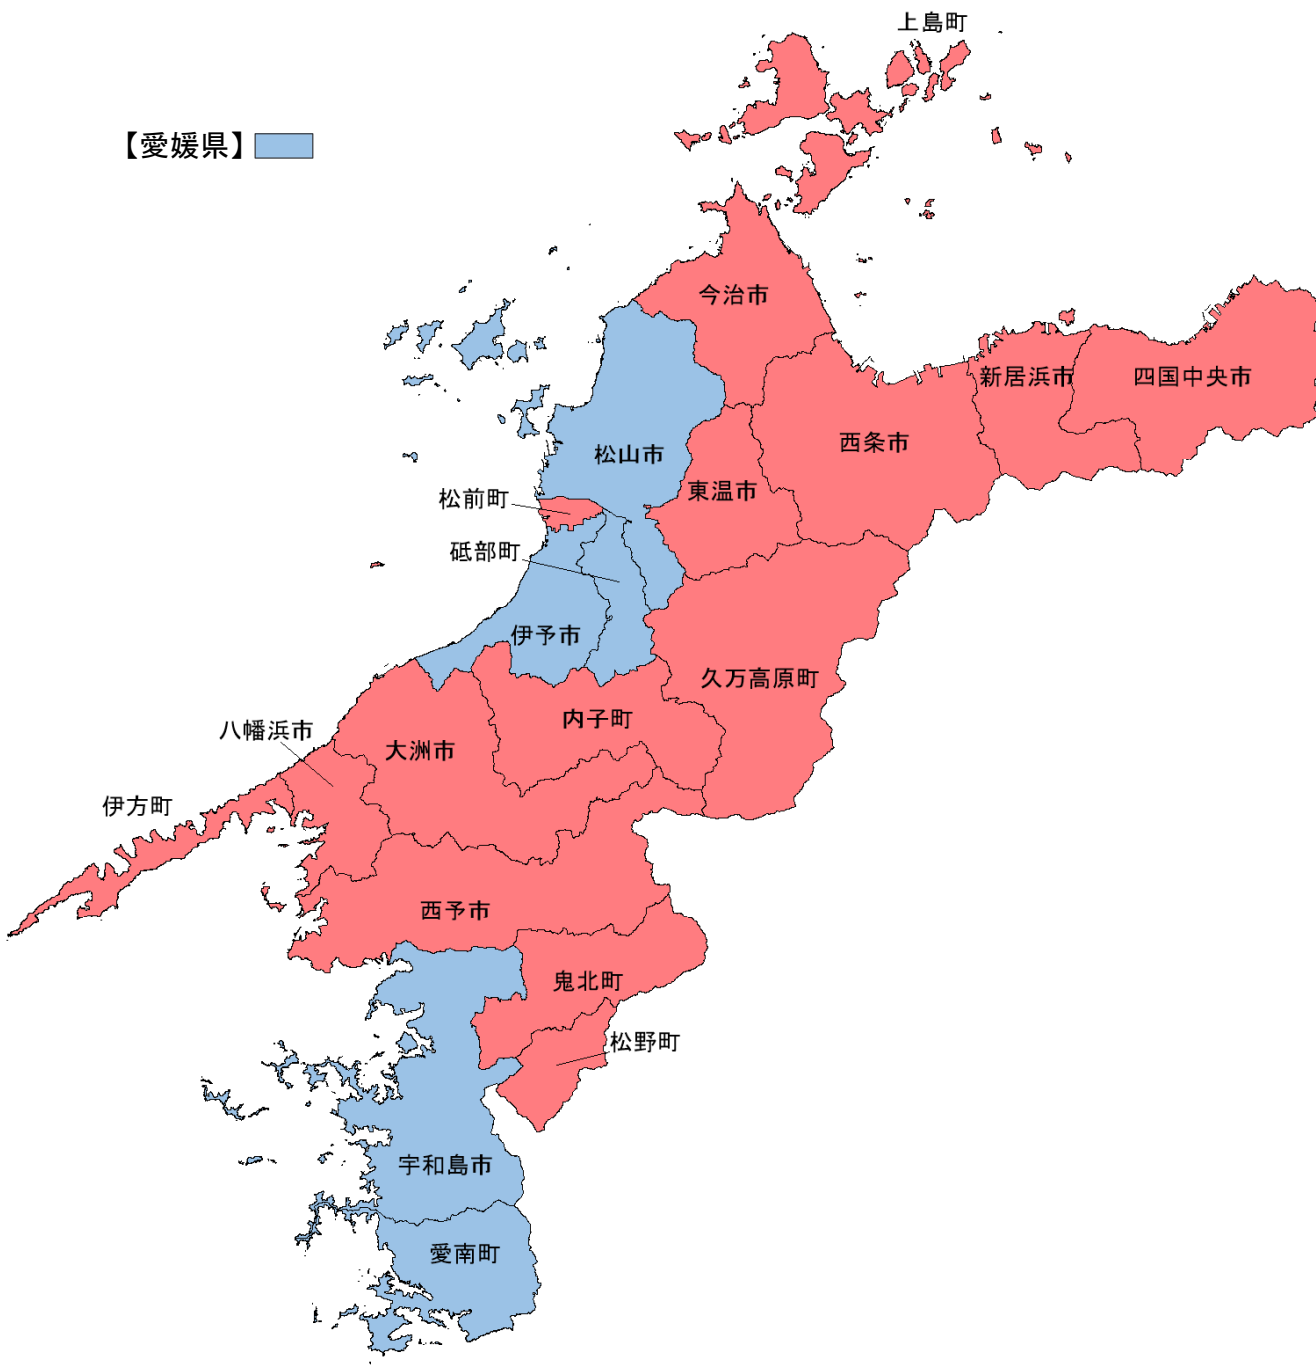 上島町
【愛媛県】
今治市
新居浜市
四国中央市
西条市
松山市
東温市
松前町
砥部町
伊予市
久万高原町
内子町
八幡浜市
大洲市
伊方町
西予市
鬼北町
松野町
宇和島市
愛南町